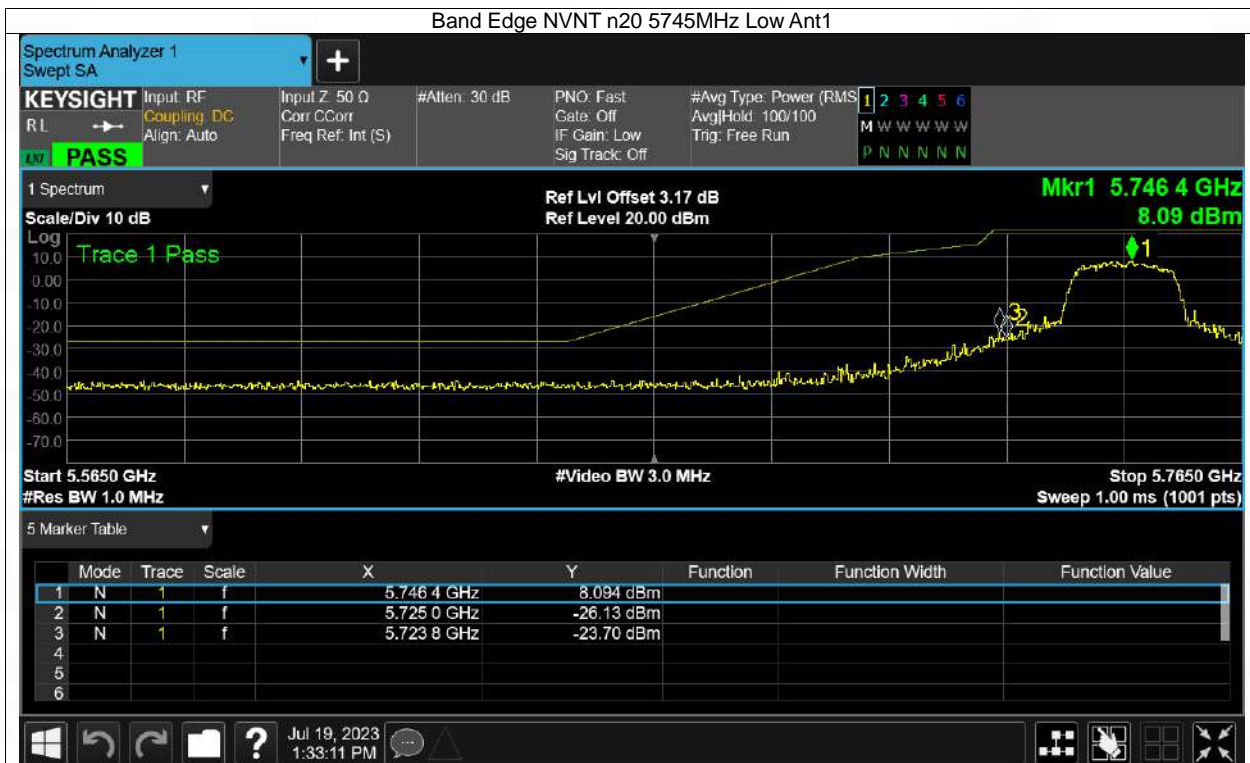 Band Edge NVNT n20 5745MHz Low Ant1
Spectrum Analyzer 1
Swept SA
+
KEYSIGHT Input: RF Input Z: 50 Ω #Atten: 30 dB PNO: Fast #Avg Type: Power (RMS 1 2 3 4 5 6
RL Coupling: DC Corr CCorr Gate: Off Avg|Hold: 100/100 M W W W W W
Align: Auto Freq Ref: Int (S) IF Gain: Low Trig: Free Run
LXI PASS Sig Track: Off P N N N N N
1 Spectrum Ref Lvl Offset 3.17 dB Mkr1 5.746 4 GHz
Scale/Div 10 dB Ref Level 20.00 dBm 8.09 dBm
Log
Trace 1 Pass
10.0
0.00
-10.0
-20.0
-30.0
-40.0
-50.0
-60.0
-70.0
1
3
2
Start 5.5650 GHz #Video BW 3.0 MHz Stop 5.7650 GHz
#Res BW 1.0 MHz Sweep 1.00 ms (1001 pts)
5 Marker Table
Mode Trace Scale X Y Function Function Width Function Value
1 N 1 f 5.746 4 GHz 8.094 dBm
2 N 1 f 5.725 0 GHz -26.13 dBm
3 N 1 f 5.723 8 GHz -23.70 dBm
4
5
6
? Jul 19, 2023
1:33:11 PM